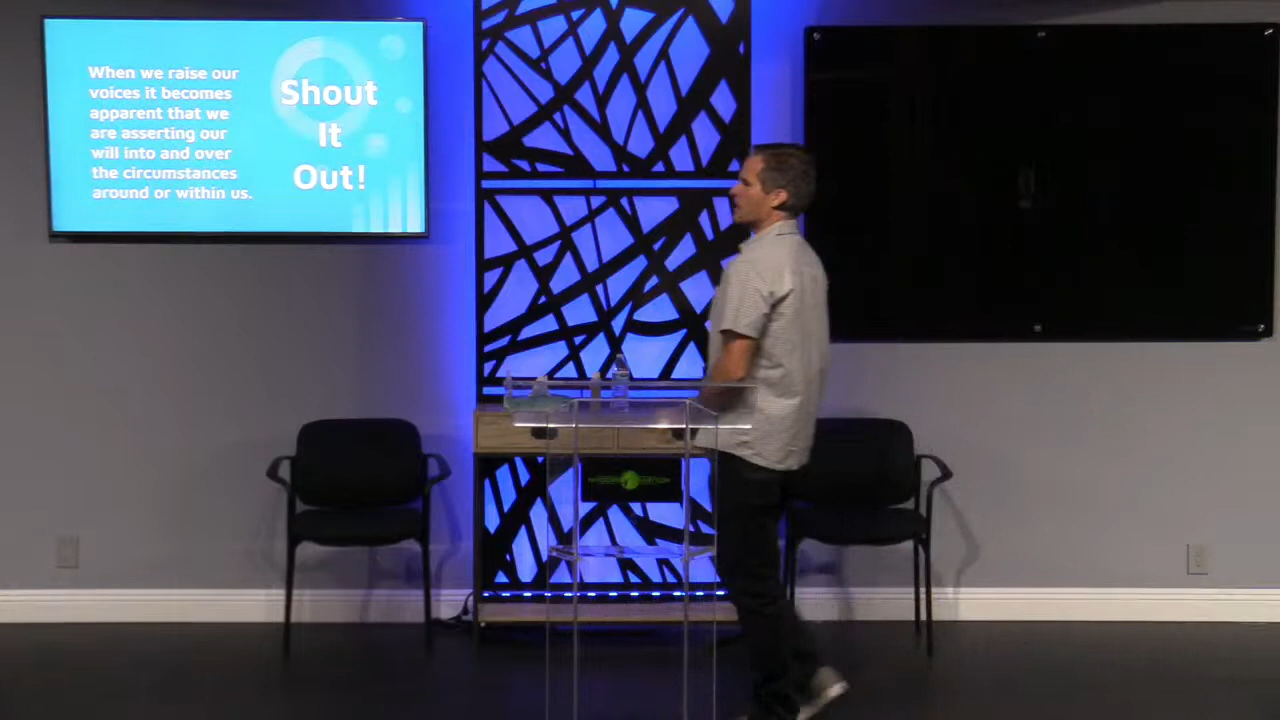 When we raise our
voices it becomes
apparent that we
are asserting our
will into and over
the circumstances
around or within us.
Shout
It
Out!